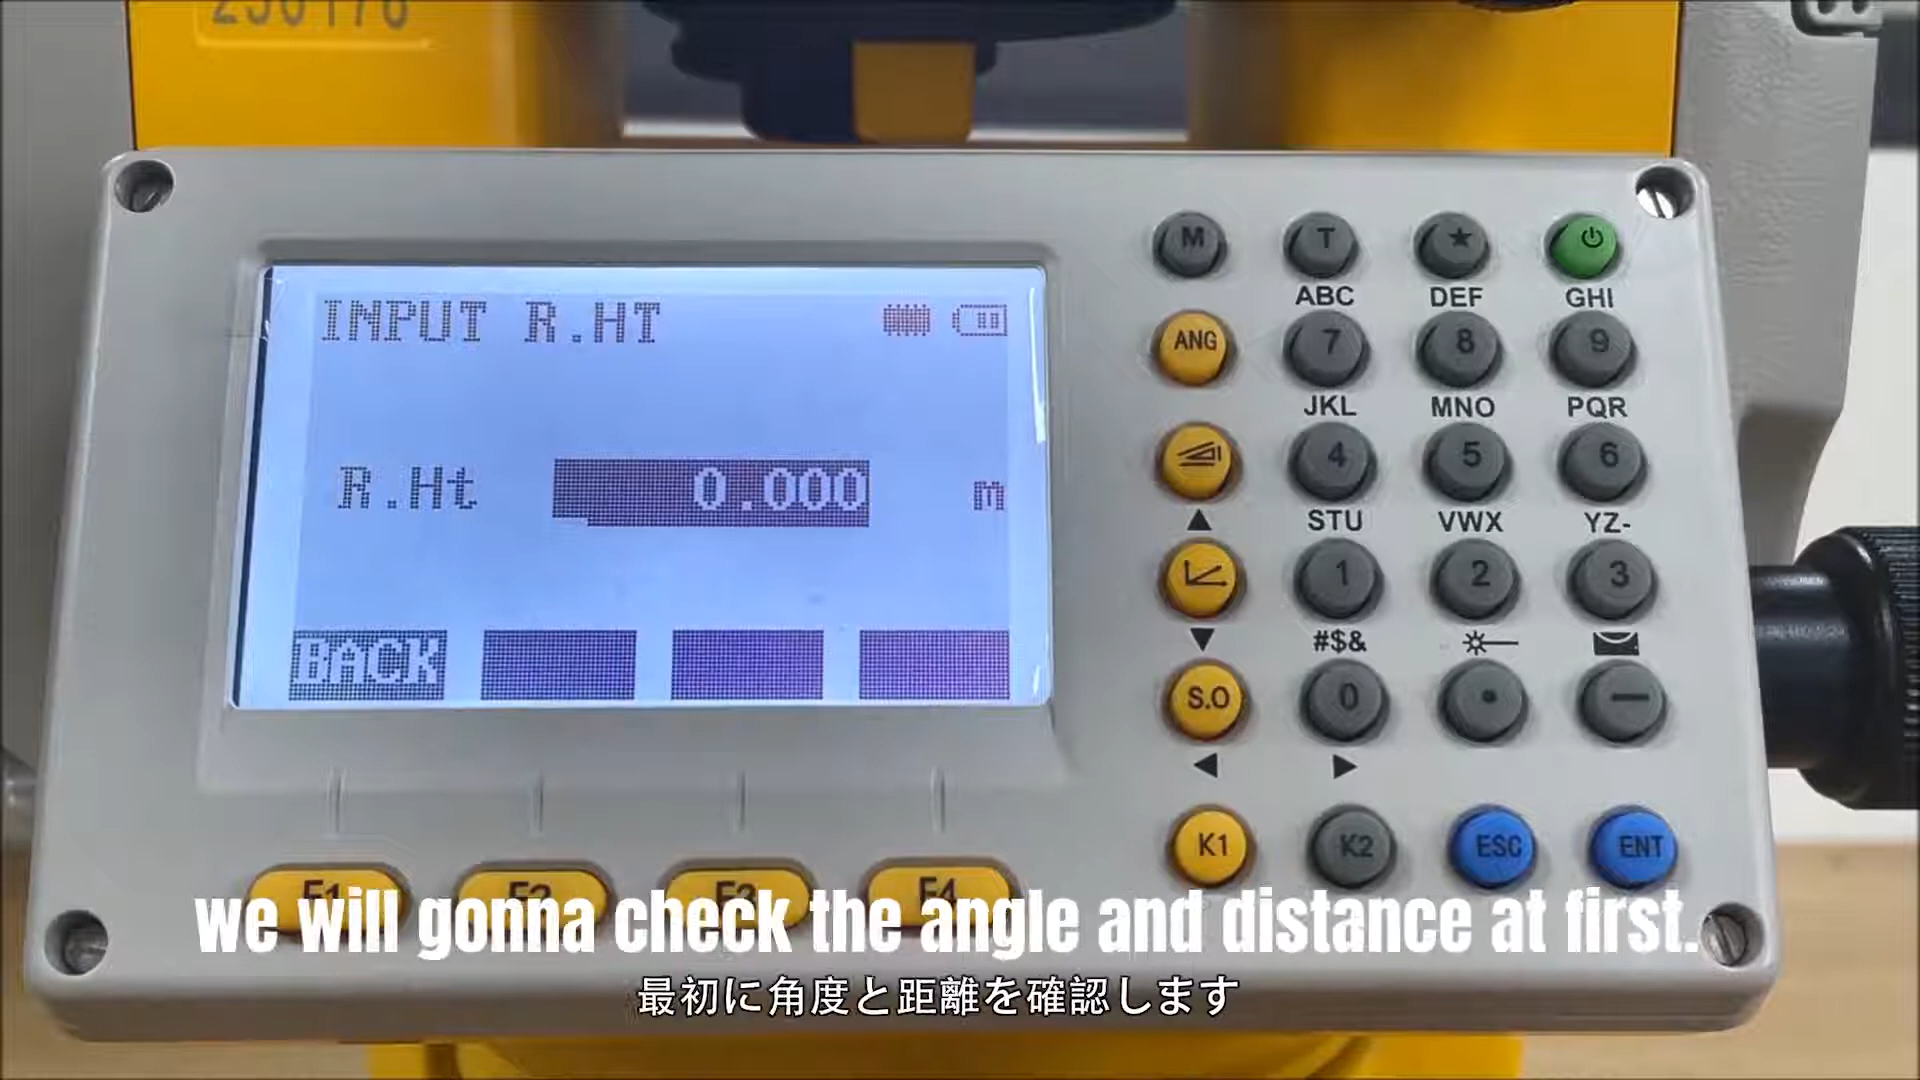 INPUT R.HT
R.Ht 0.000 m
BACK
M T ★
ABC DEF GHI
ANG 7 8 9
JKL MNO PQR
4 5 6
STU VWX YZ-
1 2 3
#$&
S.O 0 • —
K1 K2 ESC ENT
F1 F2 F3 F4
we will gonna check the angle and distance at first.
最初に角度と距離を確認します